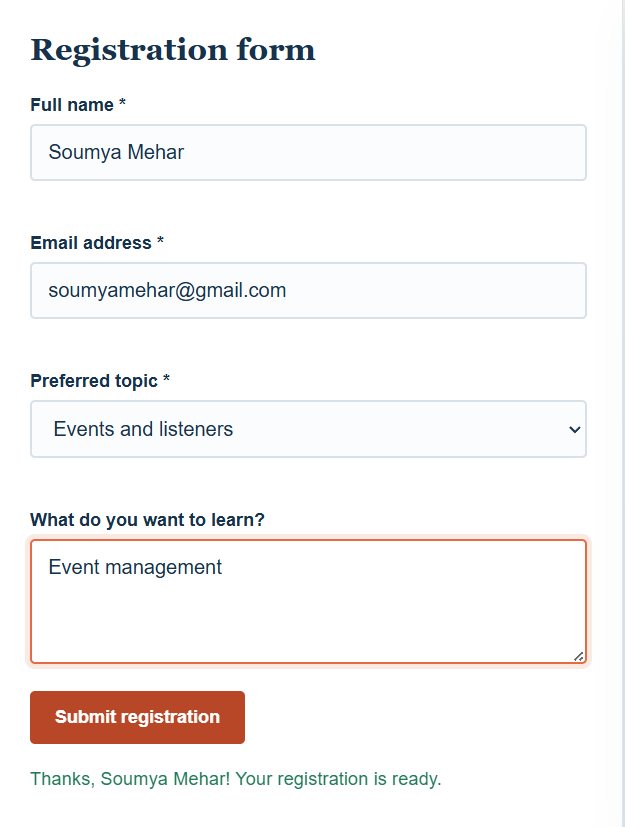 Registration form
Full name *
Soumya Mehar
Email address *
soumyamehar@gmail.com
Preferred topic *
Events and listeners
What do you want to learn?
Event management
Submit registration
Thanks, Soumya Mehar! Your registration is ready.